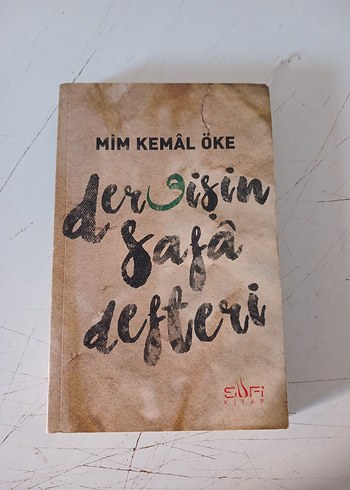 MİM KEMÂL ÖKE
dervişin
Safâ
defteri
SUFİ
KİTAP